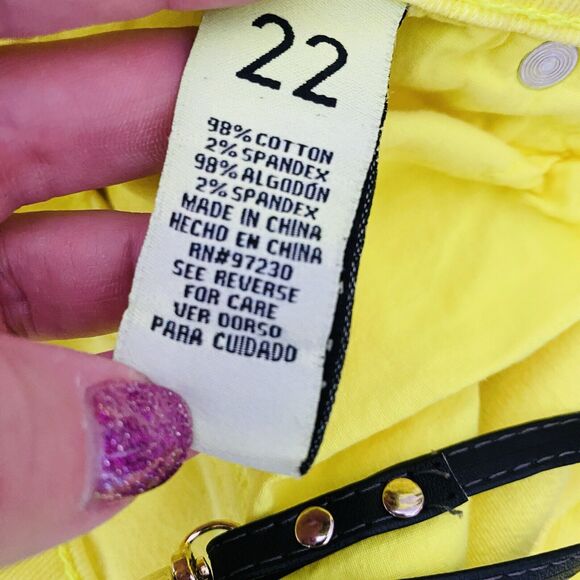 22
98% COTTON
2% SPANDEX
98% ALGODÓN
2% SPANDEX
MADE IN CHINA
HECHO EN CHINA
RN#97230
SEE REVERSE
FOR CARE
VER DORSO
PARA CUIDADO